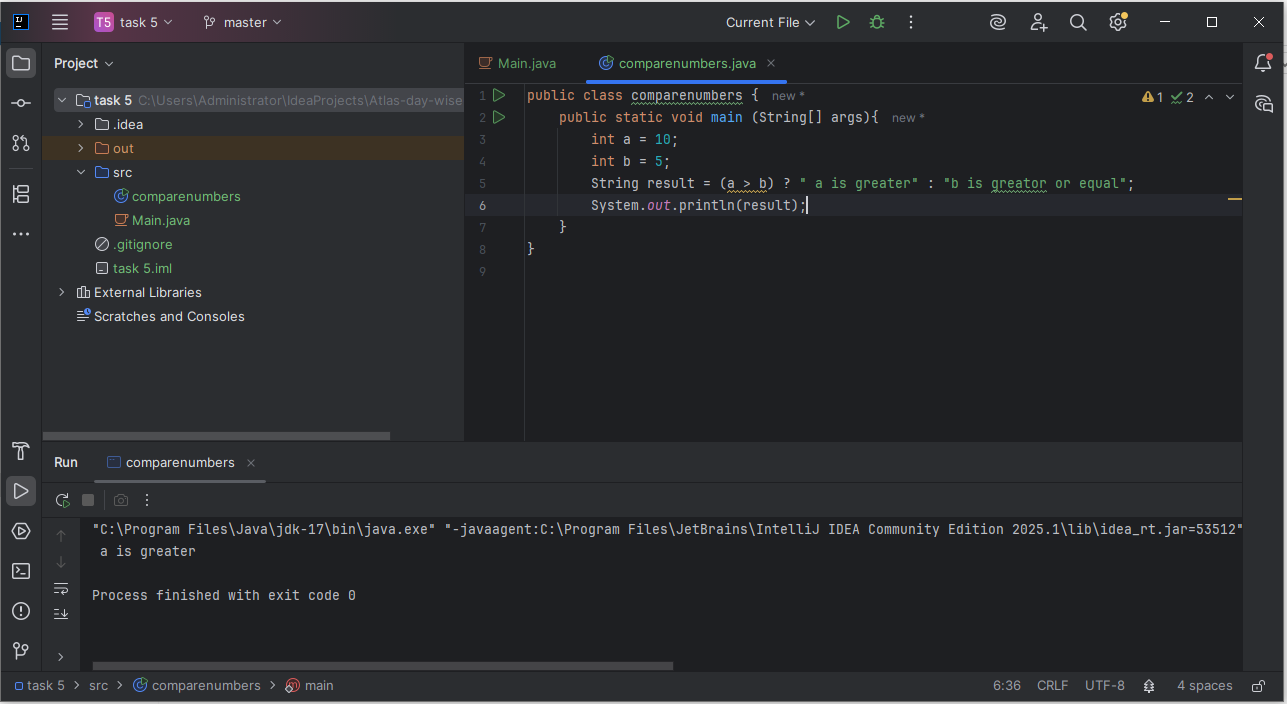 T5 task 5 master Current File
Project
task 5 C:\Users\Administrator\IdeaProjects\Atlas-day-wise
.idea
out
src
comparenumbers
Main.java
.gitignore
task 5.iml
External Libraries
Scratches and Consoles
Main.java comparenumbers.java
1 public class comparenumbers { new *
1 2
2 public static void main (String[] args){ new *
3 int a = 10;
4 int b = 5;
5 String result = (a > b) ? " a is greater" : "b is greator or equal";
6 System.out.println(result);
7 }
8 }
9
Run comparenumbers
"C:\Program Files\Java\jdk-17\bin\java.exe" "-javaagent:C:\Program Files\JetBrains\IntelliJ IDEA Community Edition 2025.1\lib\idea_rt.jar=53512"
a is greater
Process finished with exit code 0
task 5 > src > comparenumbers > main 6:36 CRLF UTF-8 4 spaces